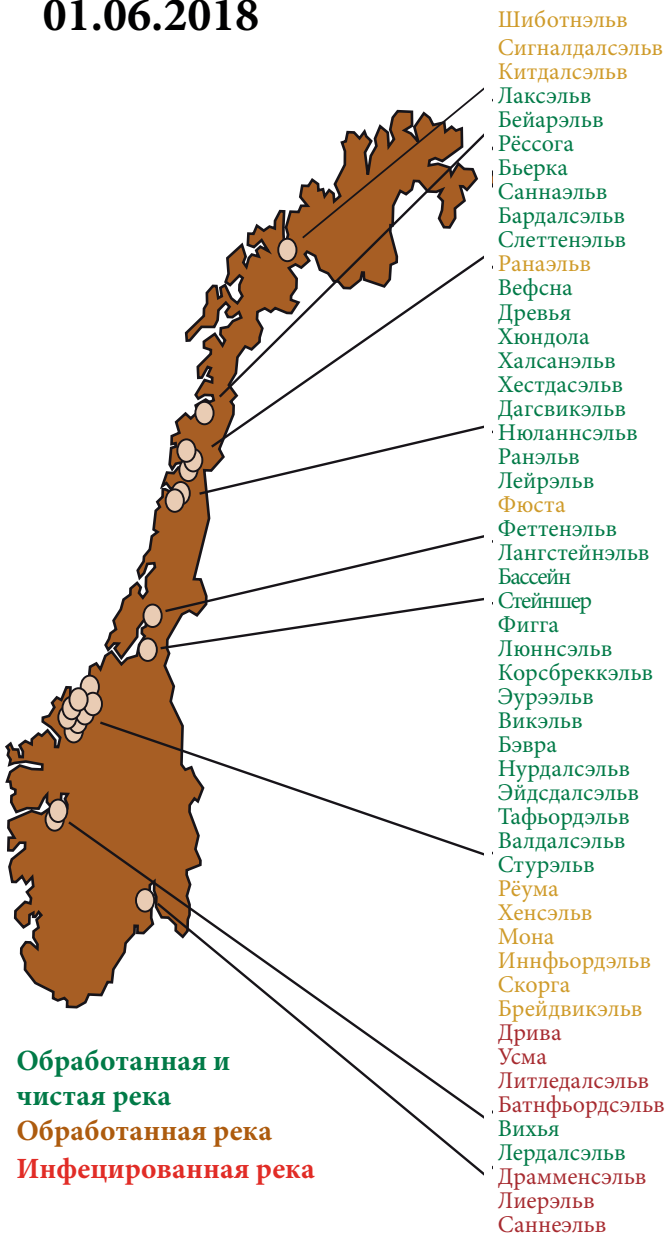 01.06.2018
Шиботнэльв
Сигналдалсэльв
Китдалсэльв
Лаксэльв
Бейарэльв
Рёссога
Бьерка
Саннаэльв
Бардалсэльв
Слеттенэльв
Ранаэльв
Вефсна
Древья
Хюндола
Халсанэльв
Хестдасэльв
Дагсвикэльв
Нюланнсэльв
Ранэльв
Лейрэльв
Фюста
Феттенэльв
Лангстейнэльв
Бассейн
Стейншер
Фигга
Люннсэльв
Корсбреккэльв
Эурээльв
Викэльв
Бэвра
Нурдалсэльв
Эйдсдалсэльв
Тафьордэльв
Валдалсэльв
Стурэльв
Рёума
Хенсэльв
Мона
Иннфьордэльв
Скорга
Брейдвикэльв
Дрива
Усма
Литледалсэльв
Батнфьордсэльв
Вихья
Лердалсэльв
Драмменсэльв
Лиерэльв
Саннеэльв
Обработанная и
чистая река
Обработанная река
Инфецированная река